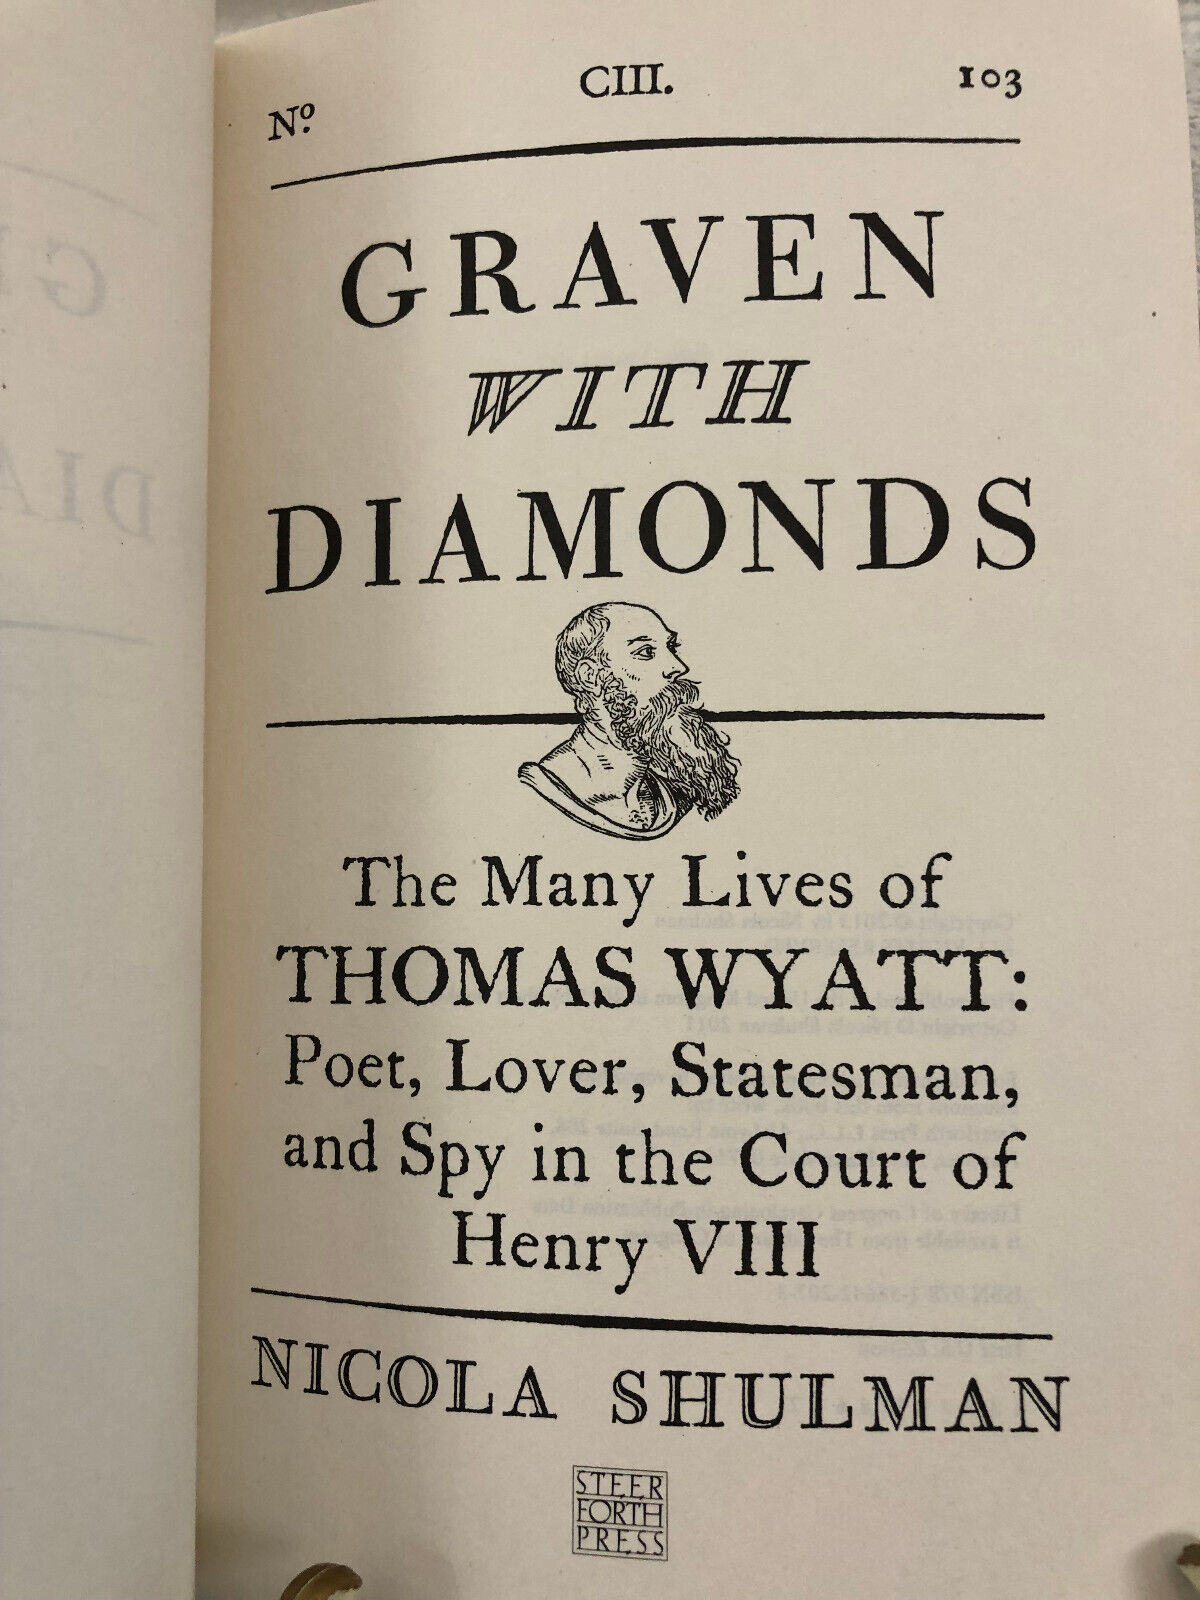 Nº CIII. 103
GRAVEN
WITH
DIAMONDS
The Many Lives of
THOMAS WYATT:
Poet, Lover, Statesman,
and Spy in the Court of
Henry VIII
NICOLA SHULMAN
STEER
FORTH
PRESS